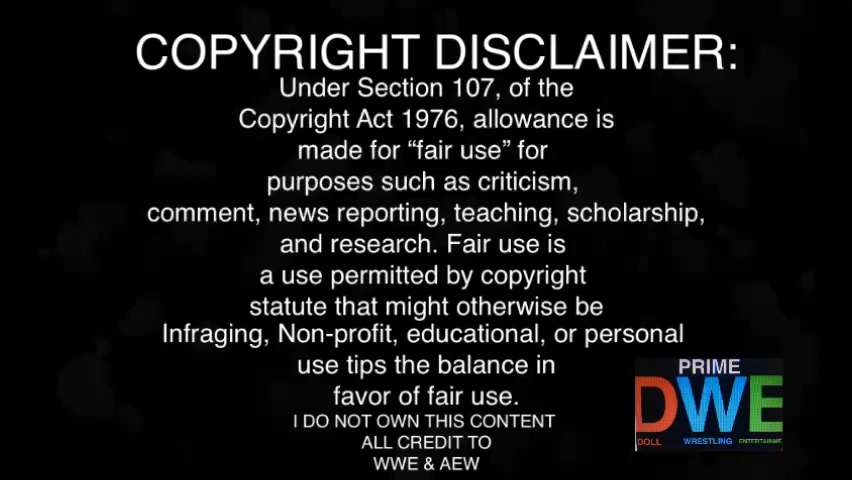 COPYRIGHT DISCLAIMER:
Under Section 107, of the
Copyright Act 1976, allowance is
made for “fair use” for
purposes such as criticism,
comment, news reporting, teaching, scholarship,
and research. Fair use is
a use permitted by copyright
statute that might otherwise be
Infraging, Non-profit, educational, or personal
use tips the balance in
favor of fair use.
I DO NOT OWN THIS CONTENT
ALL CREDIT TO
WWE & AEW
PRIME
DWE
DOLL WRESTLING ENTERTAINME